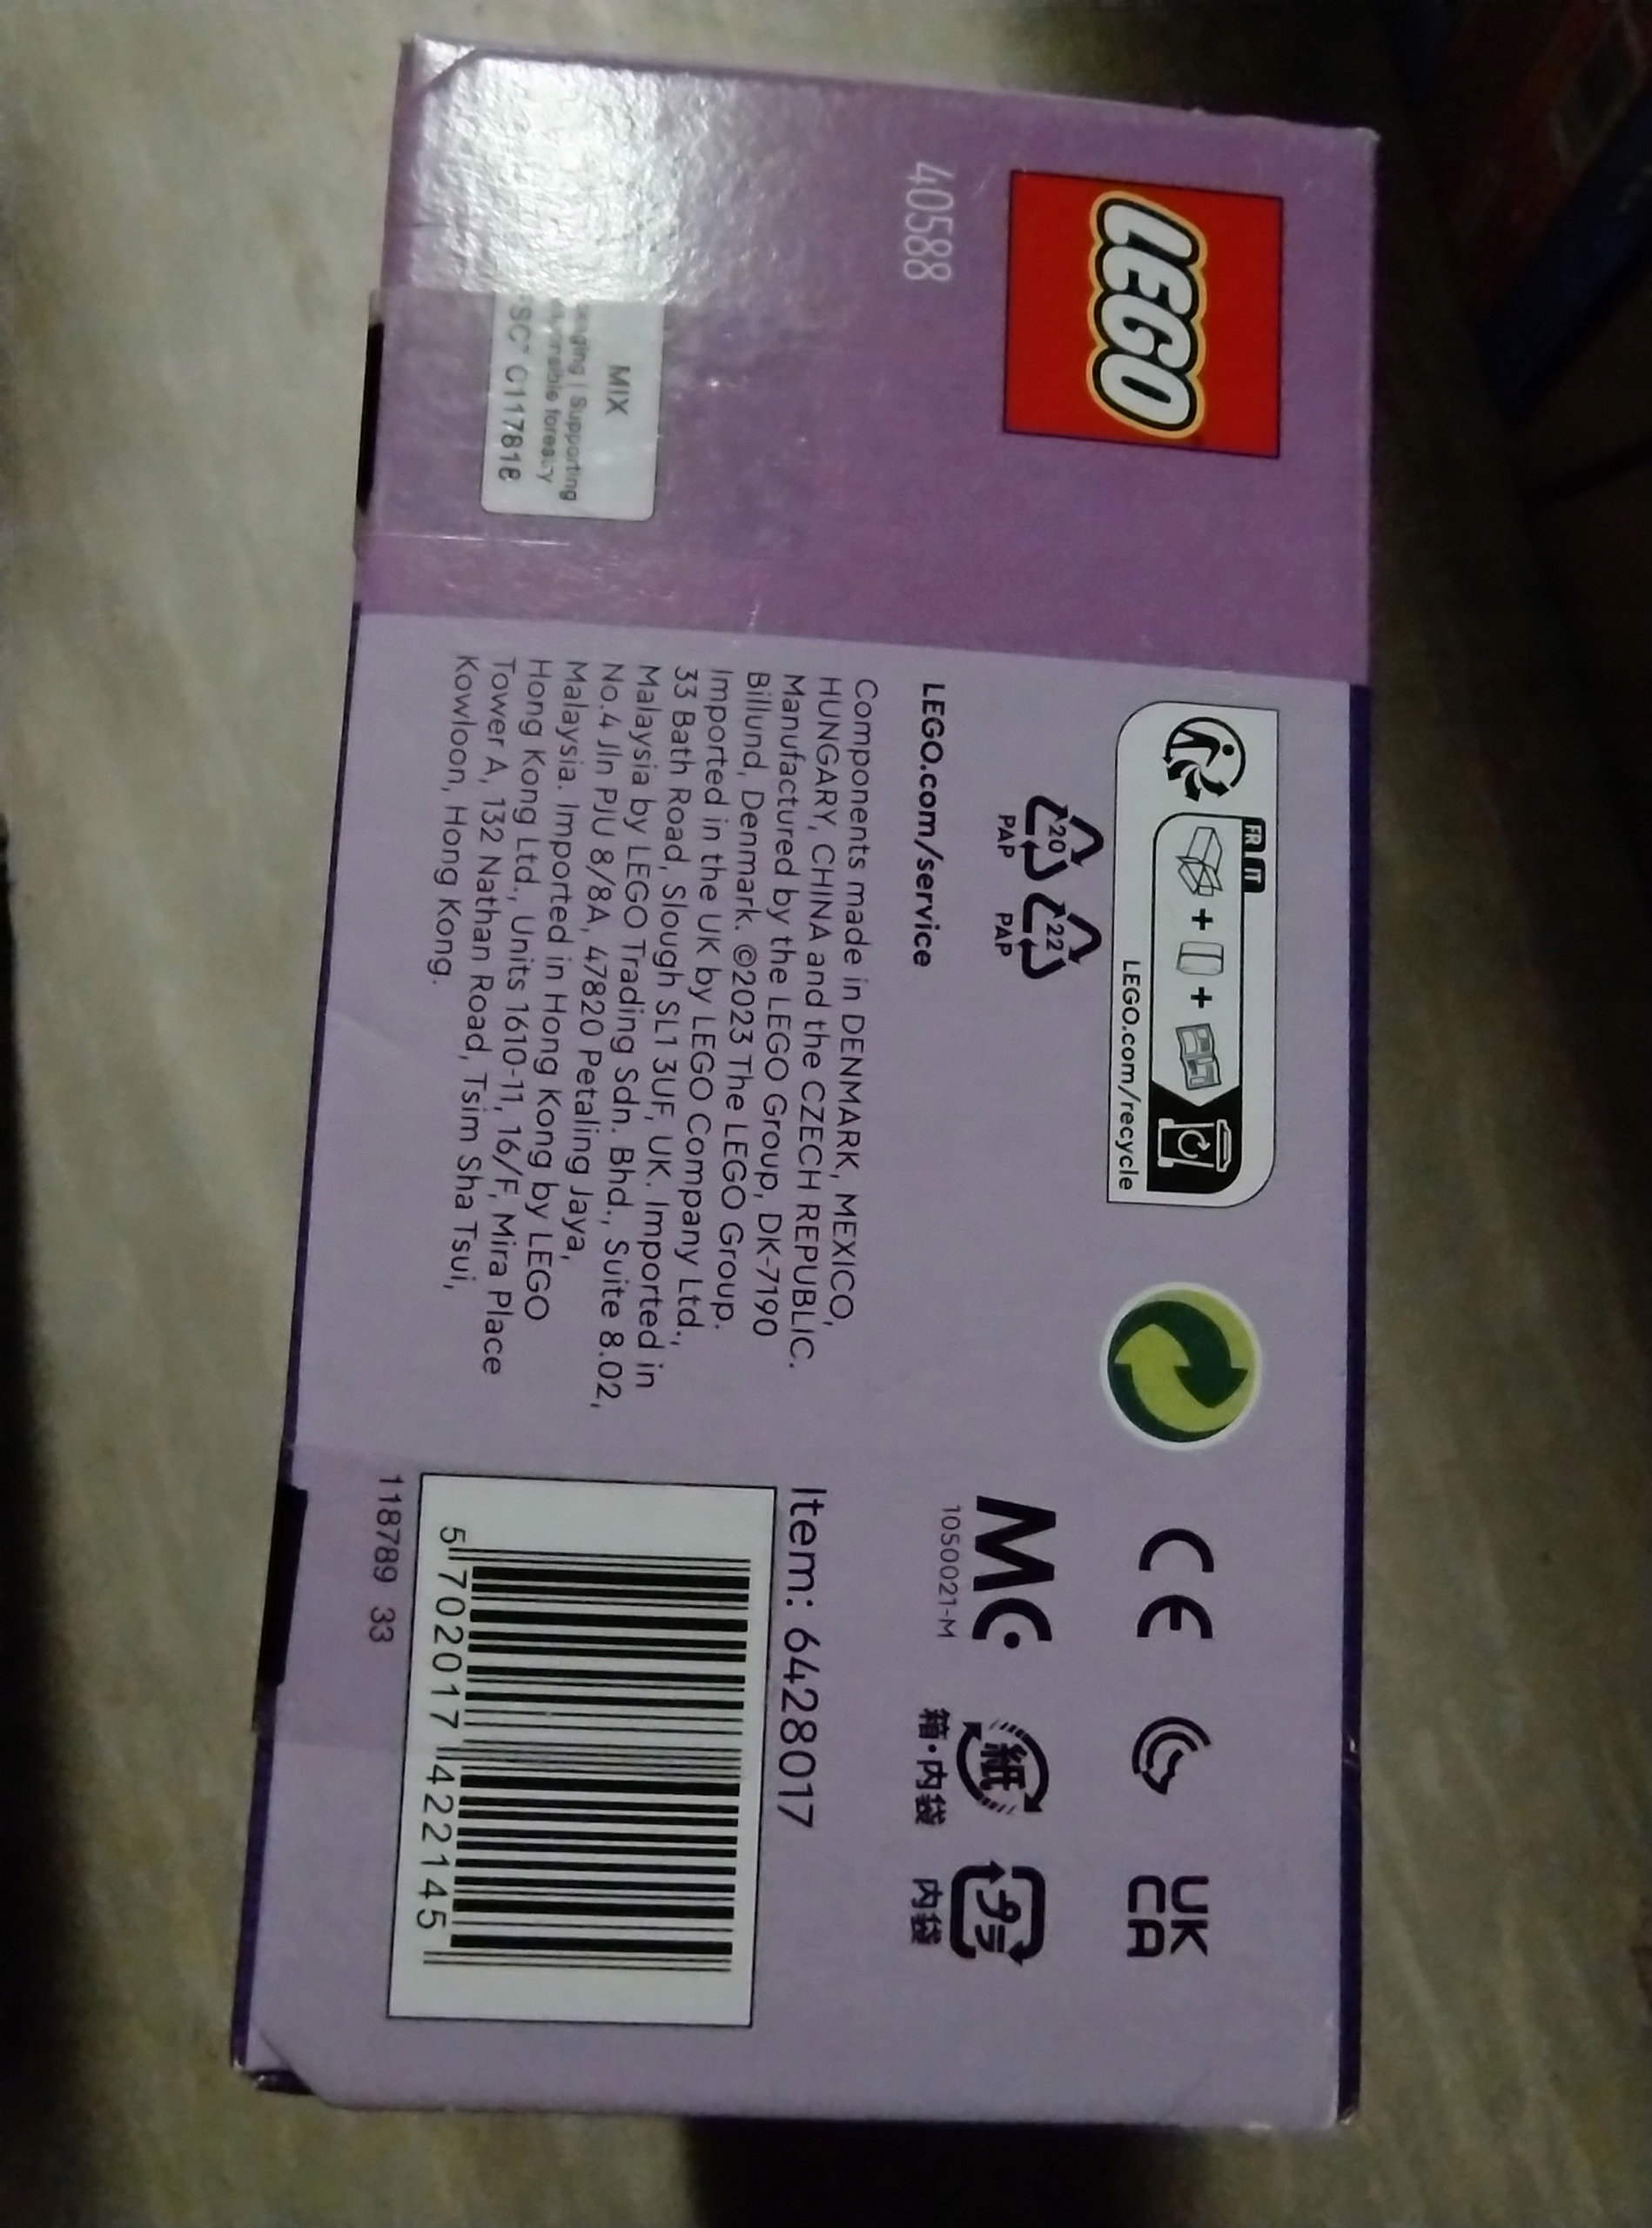 LEGO
40588
MIX
Supporting
C117818
FR IT
LEGO.com/recycle
20 22
PAP PAP
LEGO.com/service
Components made in DENMARK, MEXICO,
HUNGARY, CHINA and the CZECH REPUBLIC.
Manufactured by the LEGO Group, DK-7190
Billund, Denmark. ©2023 The LEGO Group.
Imported in the UK by LEGO Company Ltd.,
33 Bath Road, Slough SL1 3UF, UK. Imported in
Malaysia by LEGO Trading Sdn. Bhd., Suite 8.02,
No.4 Jln PJU 8/8A, 47820 Petaling Jaya,
Malaysia. Imported in Hong Kong by LEGO
Hong Kong Ltd., Units 1610-11, 16/F, Mira Place
Tower A, 132 Nathan Road, Tsim Sha Tsui,
Kowloon, Hong Kong.
CE
UK
CA
MC
1050021-M
紙
箱・内袋
プラ
内袋
Item: 6428017
5 702017 422145
118789 33